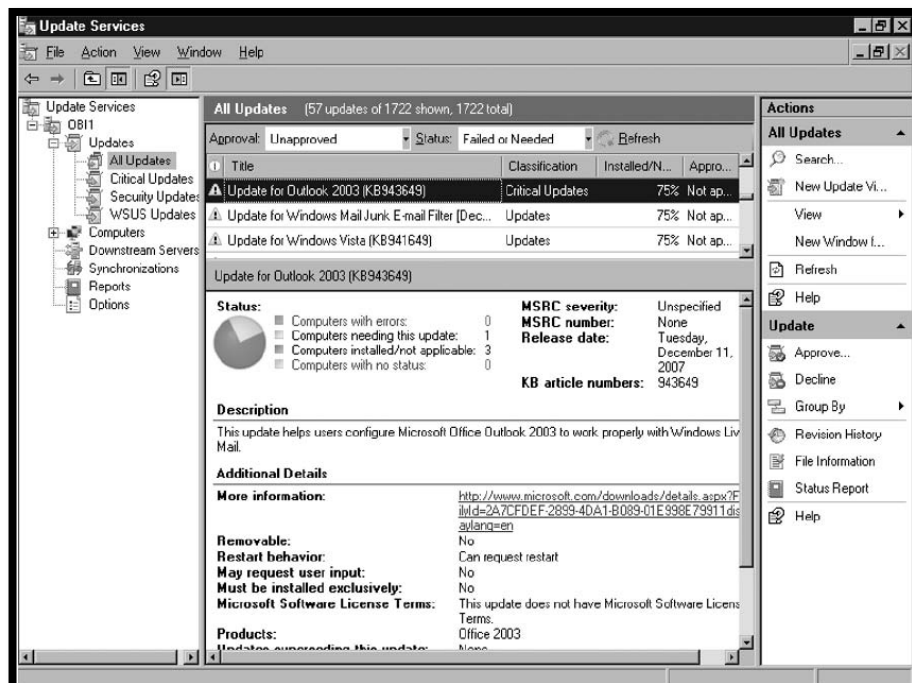 Update Services
File Action View Window Help
Update Services
OBI1
Updates
All Updates
Critical Updates
Security Updates
WSUS Updates
Computers
Downstream Servers
Synchronizations
Reports
Options
All Updates (57 updates of 1722 shown, 1722 total)
Approval: Unapproved Status: Failed or Needed Refresh
Title Classification Installed/N... Appro...
Update for Outlook 2003 (KB943649) Critical Updates 75% Not ap...
Update for Windows Mail Junk E-mail Filter [Dec... Updates 75% Not ap...
Update for Windows Vista (KB941649) Updates 75% Not ap...
Update for Outlook 2003 (KB943649)
Status:
Computers with errors: 0
Computers needing this update: 1
Computers installed/not applicable: 3
Computers with no status: 0
MSRC severity: Unspecified
MSRC number: None
Release date: Tuesday,
December 11,
2007
KB article numbers: 943649
Description
This update helps users configure Microsoft Office Outlook 2003 to work properly with Windows Liv
Mail.
Additional Details
More information: http://www.microsoft.com/downloads/details.aspx?F
ilyId=2A7CFDEF-2899-4DA1-B089-01E998E79911dis
aylang=en
Removable: No
Restart behavior: Can request restart
May request user input: No
Must be installed exclusively: No
Microsoft Software License Terms: This update does not have Microsoft Software Licens
Terms.
Products: Office 2003
Updates superseding this update: None
Actions
All Updates
Search...
New Update Vi...
View
New Window f...
Refresh
Help
Update
Approve...
Decline
Group By
Revision History
File Information
Status Report
Help